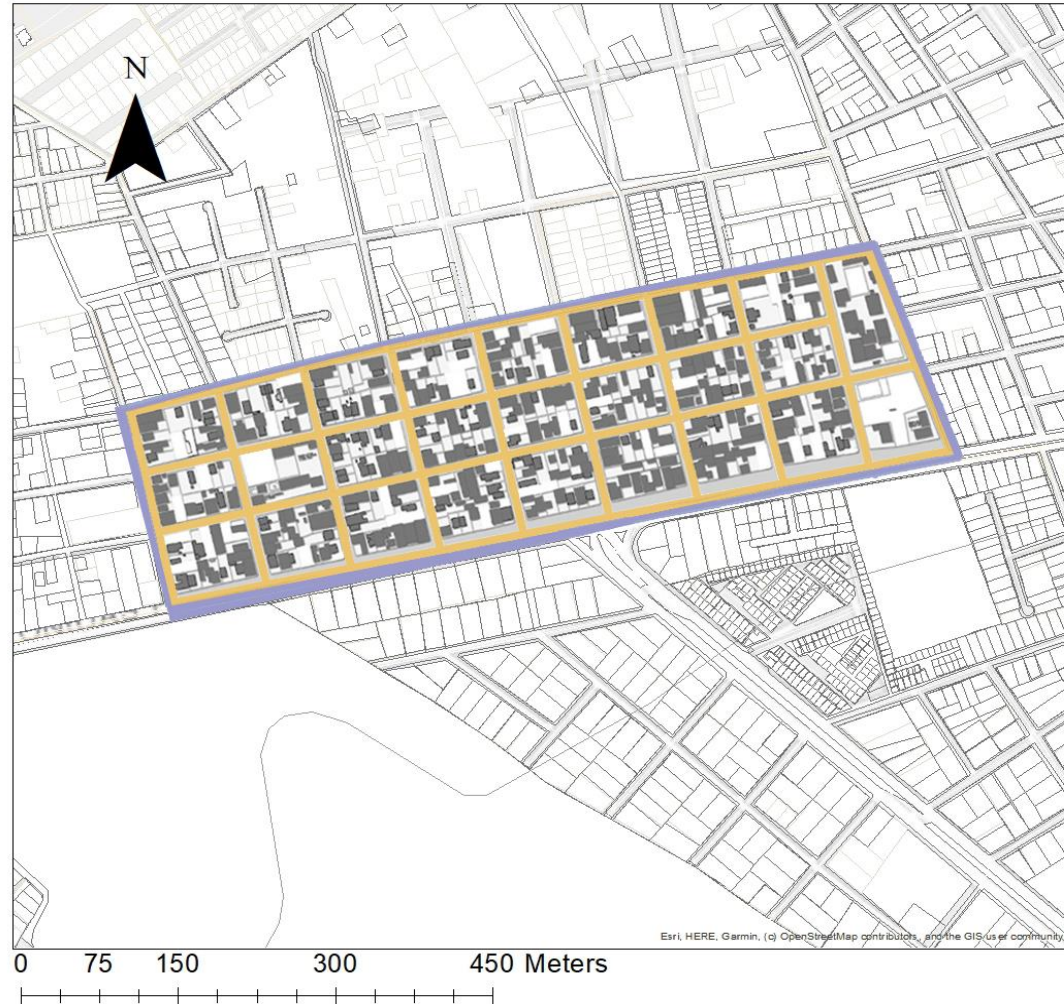 N
Esri, HERE, Garmin, (c) OpenStreetMap contributors, and the GIS user community
0 75 150 300 450 Meters